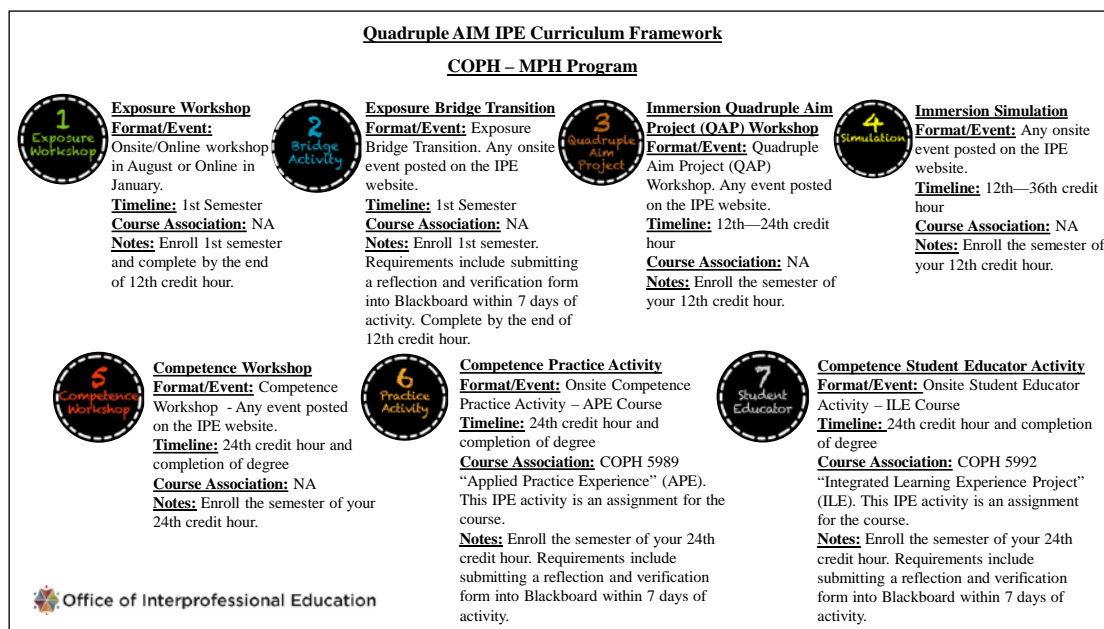 Quadruple AIM IPE Curriculum Framework
COPH – MPH Program
1
Exposure
Workshop
Exposure Workshop
Format/Event:
Onsite/Online workshop
in August or Online in
January.
Timeline: 1st Semester
Course Association: NA
Notes: Enroll 1st semester
and complete by the end
of 12th credit hour.
2
Bridge
Activity
Exposure Bridge Transition
Format/Event: Exposure
Bridge Transition. Any onsite
event posted on the IPE
website.
Timeline: 1st Semester
Course Association: NA
Notes: Enroll 1st semester.
Requirements include submitting
a reflection and verification form
into Blackboard within 7 days of
activity. Complete by the end of
12th credit hour.
3
Quadruple
Aim
Project
Immersion Quadruple Aim
Project (QAP) Workshop
Format/Event: Quadruple
Aim Project (QAP)
Workshop. Any event posted
on the IPE website.
Timeline: 12th—24th credit
hour
Course Association: NA
Notes: Enroll the semester of
your 12th credit hour.
4
Simulation
Immersion Simulation
Format/Event: Any onsite
event posted on the IPE
website.
Timeline: 12th—36th credit
hour
Course Association: NA
Notes: Enroll the semester of
your 12th credit hour.
5
Competence
Workshop
Competence Workshop
Format/Event: Competence
Workshop - Any event posted
on the IPE website.
Timeline: 24th credit hour and
completion of degree
Course Association: NA
Notes: Enroll the semester of your
24th credit hour.
6
Practice
Activity
Competence Practice Activity
Format/Event: Onsite Competence
Practice Activity – APE Course
Timeline: 24th credit hour and
completion of degree
Course Association: COPH 5989
“Applied Practice Experience” (APE).
This IPE activity is an assignment for the
course.
Notes: Enroll the semester of your 24th
credit hour. Requirements include
submitting a reflection and verification
form into Blackboard within 7 days of
activity.
7
Student
Educator
Competence Student Educator Activity
Format/Event: Onsite Student Educator
Activity – ILE Course
Timeline: 24th credit hour and completion
of degree
Course Association: COPH 5992
“Integrated Learning Experience Project”
(ILE). This IPE activity is an assignment
for the course.
Notes: Enroll the semester of your 24th
credit hour. Requirements include
submitting a reflection and verification
form into Blackboard within 7 days of
activity.
Office of Interprofessional Education